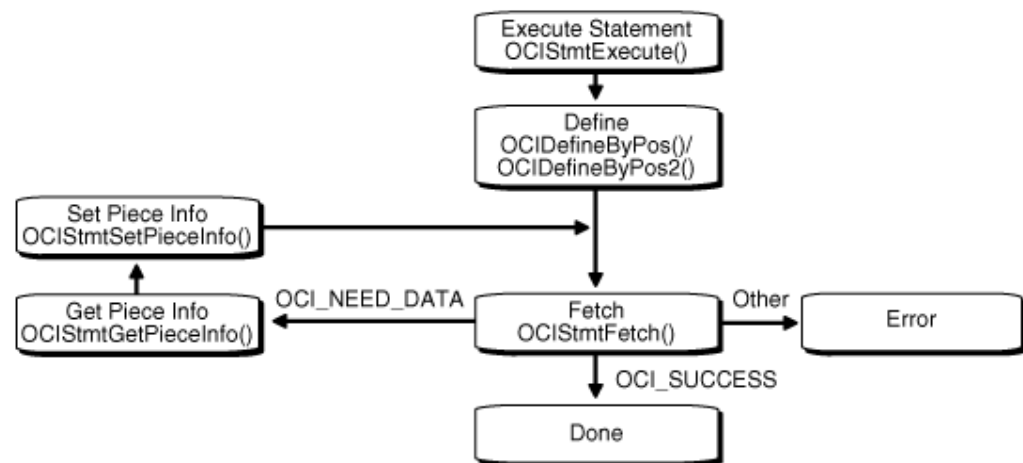 Execute Statement
OCIStmtExecute()
Define
OCIDefineByPos()/
OCIDefineByPos2()
Set Piece Info
OCIStmtSetPieceInfo()
Get Piece Info
OCIStmtGetPieceInfo()
OCI_NEED_DATA
Fetch
OCIStmtFetch()
Other
Error
OCI_SUCCESS
Done